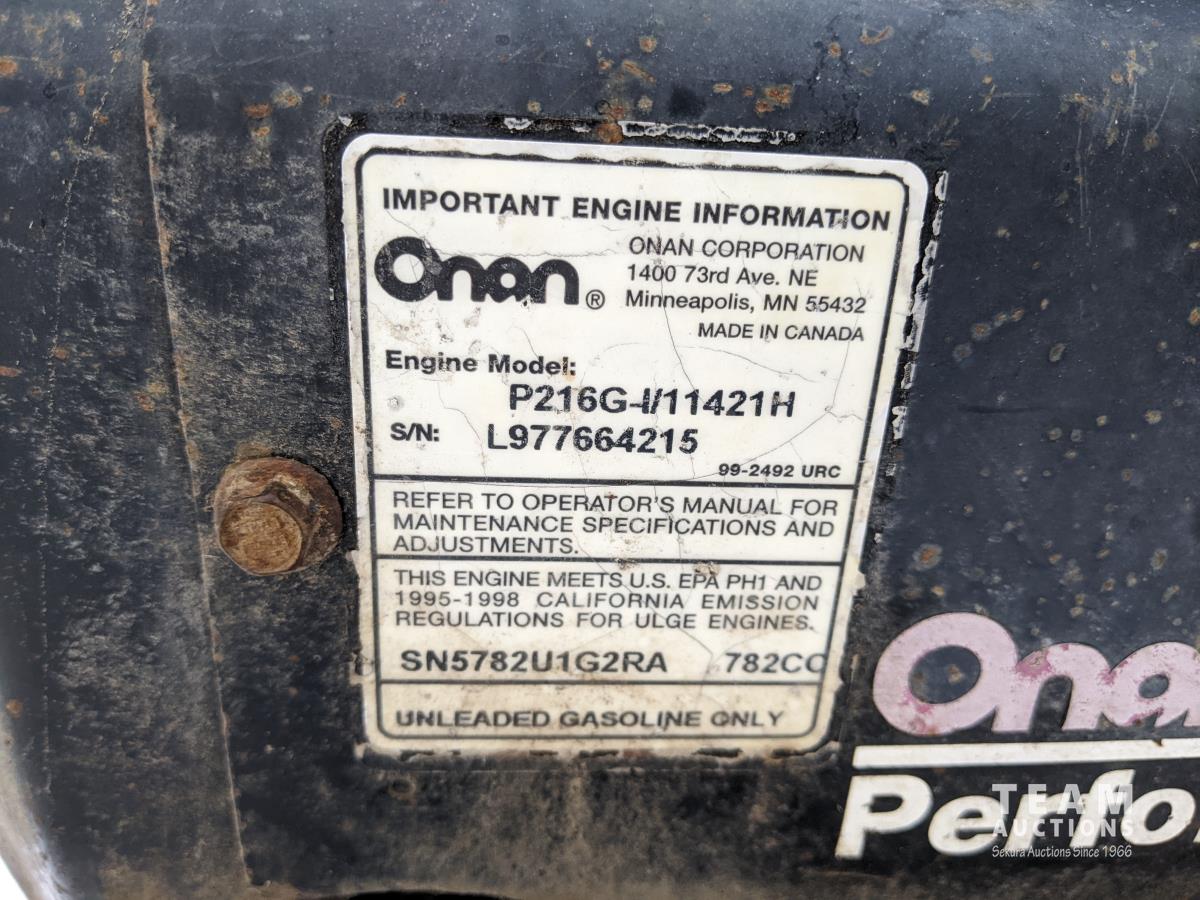 IMPORTANT ENGINE INFORMATION
Onan®
ONAN CORPORATION
1400 73rd Ave. NE
Minneapolis, MN 55432
MADE IN CANADA
Engine Model:
P216G-I/11421H
S/N: L977664215
99-2492 URC
REFER TO OPERATOR'S MANUAL FOR
MAINTENANCE SPECIFICATIONS AND
ADJUSTMENTS.
THIS ENGINE MEETS U.S. EPA PH1 AND
1995-1998 CALIFORNIA EMISSION
REGULATIONS FOR ULGE ENGINES.
SN5782U1G2RA 782CC
UNLEADED GASOLINE ONLY
Onan
Perfo
TEAM
AUCTIONS
Sekura Auctions Since 1966